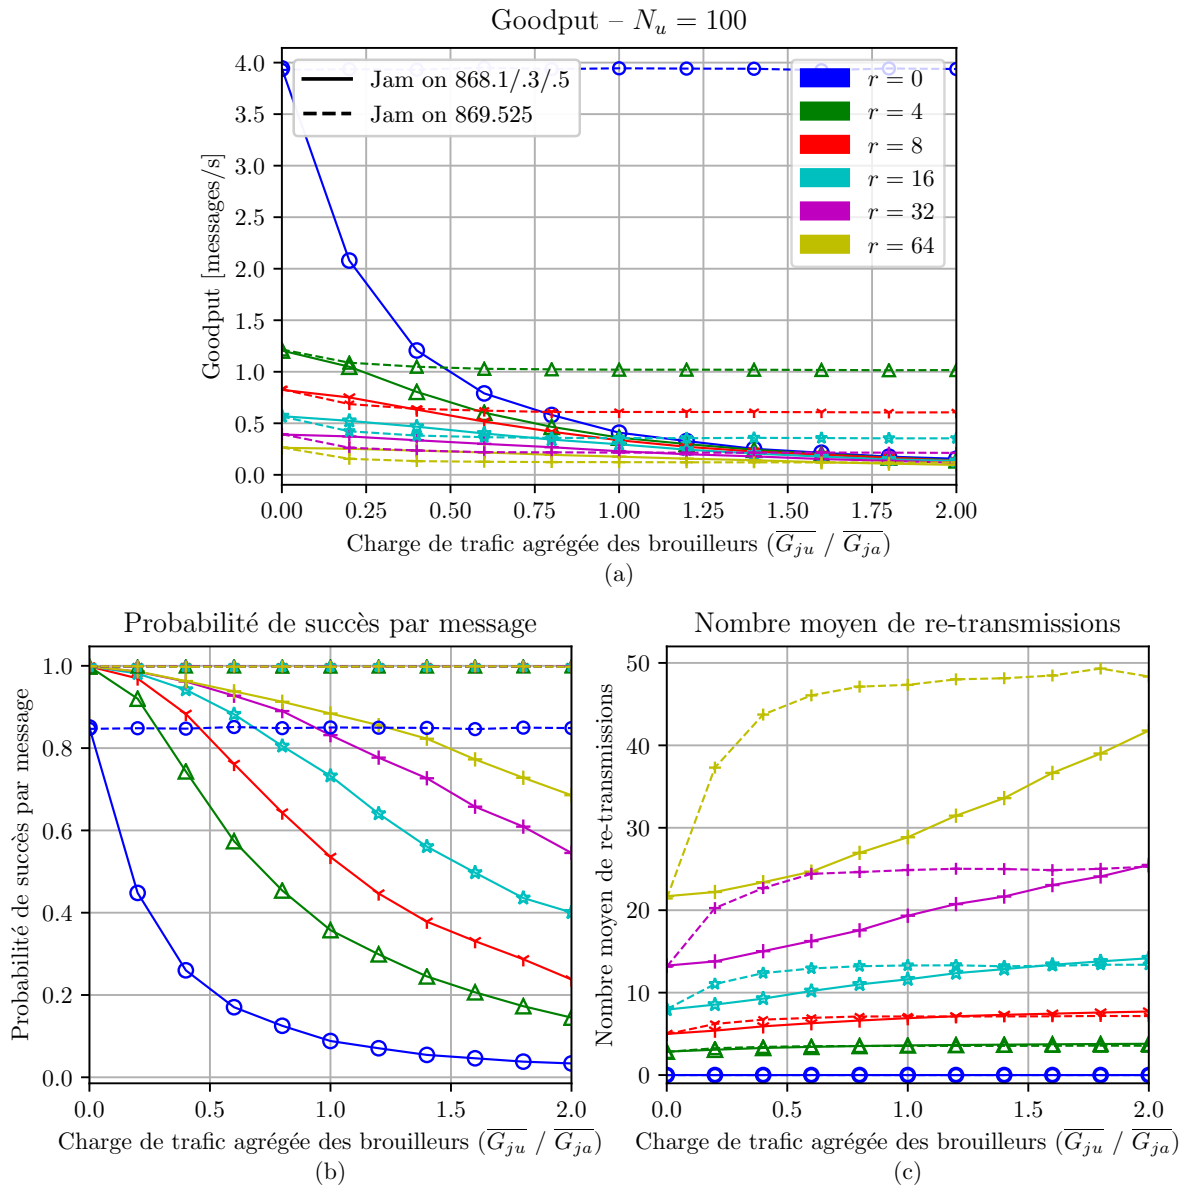 Goodput – N_u = 100
Goodput [messages/s]
4.0
3.5
3.0
2.5
2.0
1.5
1.0
0.5
0.0
Jam on 868.1/.3/.5
Jam on 869.525
r = 0
r = 4
r = 8
r = 16
r = 32
r = 64
0.00 0.25 0.50 0.75 1.00 1.25 1.50 1.75 2.00
Charge de trafic agrégée des brouilleurs (G_ju / G_ja)
(a)
Probabilité de succès par message
Probabilité de succès par message
1.0
0.8
0.6
0.4
0.2
0.0
0.0 0.5 1.0 1.5 2.0
Charge de trafic agrégée des brouilleurs (G_ju / G_ja)
(b)
Nombre moyen de re-transmissions
Nombre moyen de re-transmissions
50
40
30
20
10
0
0.0 0.5 1.0 1.5 2.0
Charge de trafic agrégée des brouilleurs (G_ju / G_ja)
(c)